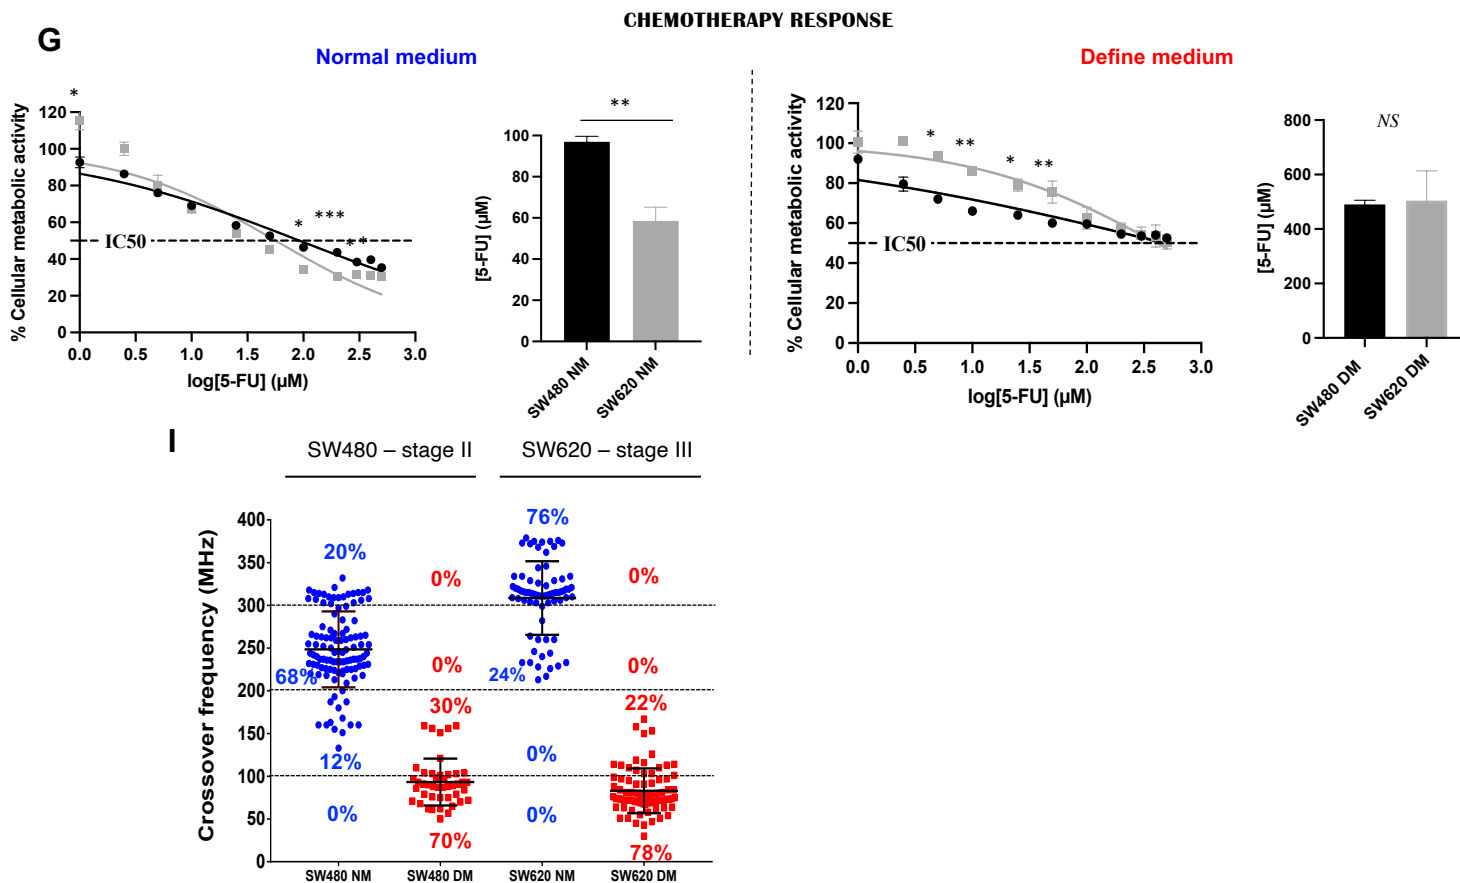 CHEMOTHERAPY RESPONSE
G
Normal medium
Define medium
% Cellular metabolic activity
120
100
80
60
40
20
0
*
*
***
*
*
IC50
0.0 0.5 1.0 1.5 2.0 2.5 3.0
log[5-FU] (µM)
[5-FU] (µM)
100
80
60
40
20
0
**
SW480 NM
SW620 NM
% Cellular metabolic activity
120
100
80
60
40
20
0
* ** * **
IC50
0.0 0.5 1.0 1.5 2.0 2.5 3.0
log[5-FU] (µM)
[5-FU] (µM)
800
600
400
200
0
NS
SW480 DM
SW620 DM
I
SW480 – stage II
SW620 – stage III
Crossover frequency (MHz)
400
350
300
250
200
150
100
50
0
20%
68%
12%
0%
0%
0%
30%
70%
76%
24%
0%
0%
0%
0%
22%
78%
SW480 NM SW480 DM SW620 NM SW620 DM